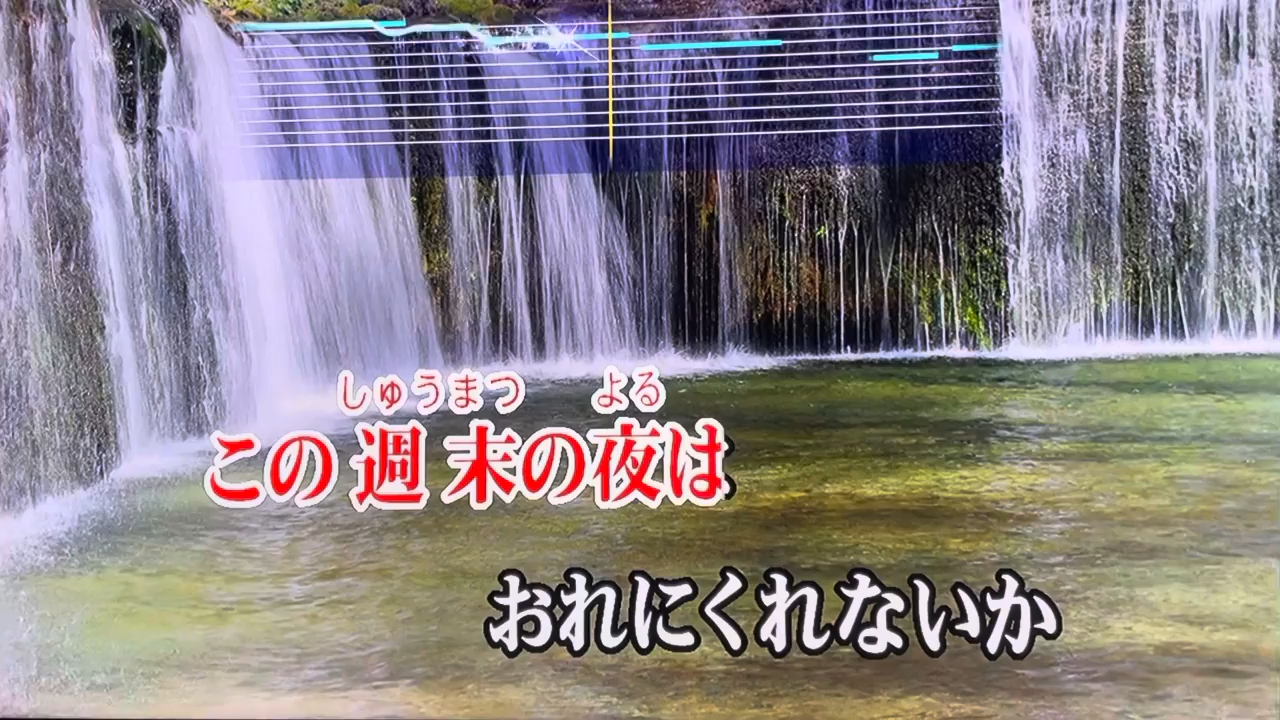 しゅうまつ よる
この週末の夜は
おれにくれないか